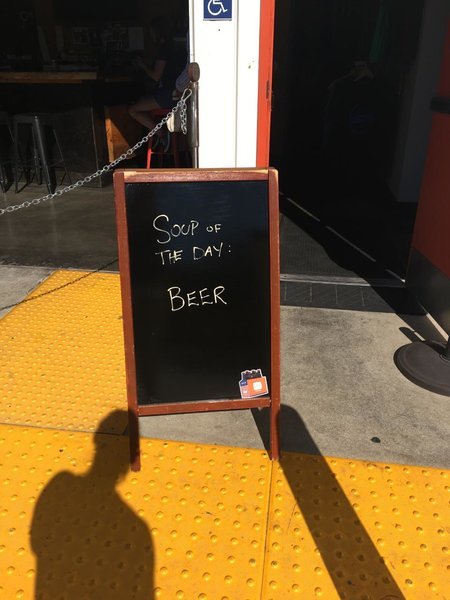 SOUP OF
THE DAY:
BEER